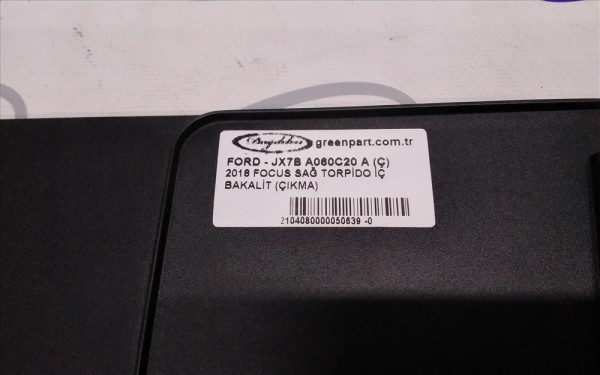 greenpart.com.tr
FORD - JX7B A060C20 A (Ç)
2018 FOCUS SAĞ TORPİDO İÇ
BAKALİT (ÇIKMA)
2104080000050639 -0